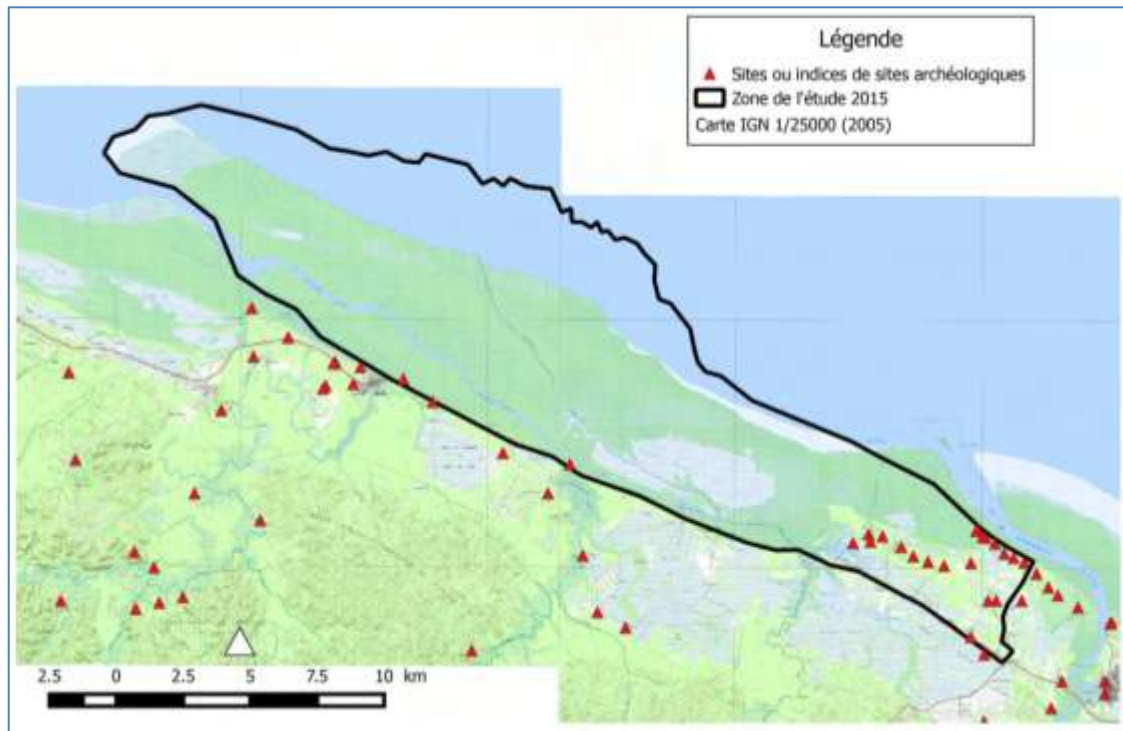 Légende
Sites ou indices de sites archéologiques
Zone de l'étude 2015
Carte IGN 1/25000 (2005)
2.5 0 2.5 5 7.5 10 km